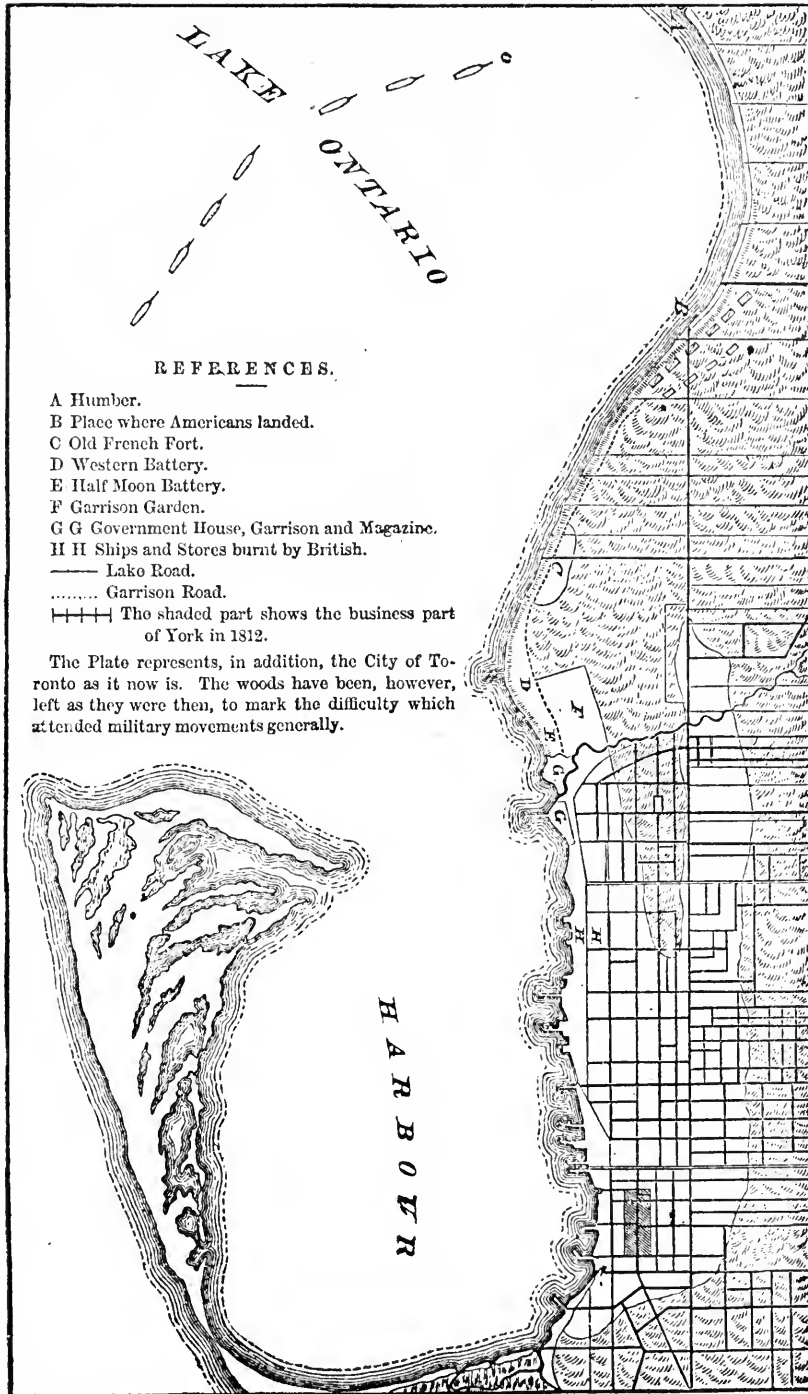 LAKE
ONTARIO
REFERENCES.
A Humber.
B Place where Americans landed.
C Old French Fort.
D Western Battery.
E Half Moon Battery.
F Garrison Garden.
G G Government House, Garrison and Magazine.
H H Ships and Stores burnt by British.
Lake Road.
Garrison Road.
The shaded part shows the business part
of York in 1812.
The Plate represents, in addition, the City of To-
ronto as it now is. The woods have been, however,
left as they were then, to mark the difficulty which
attended military movements generally.
A
B
C
D
F
E
G
G
H
H
HARBOUR